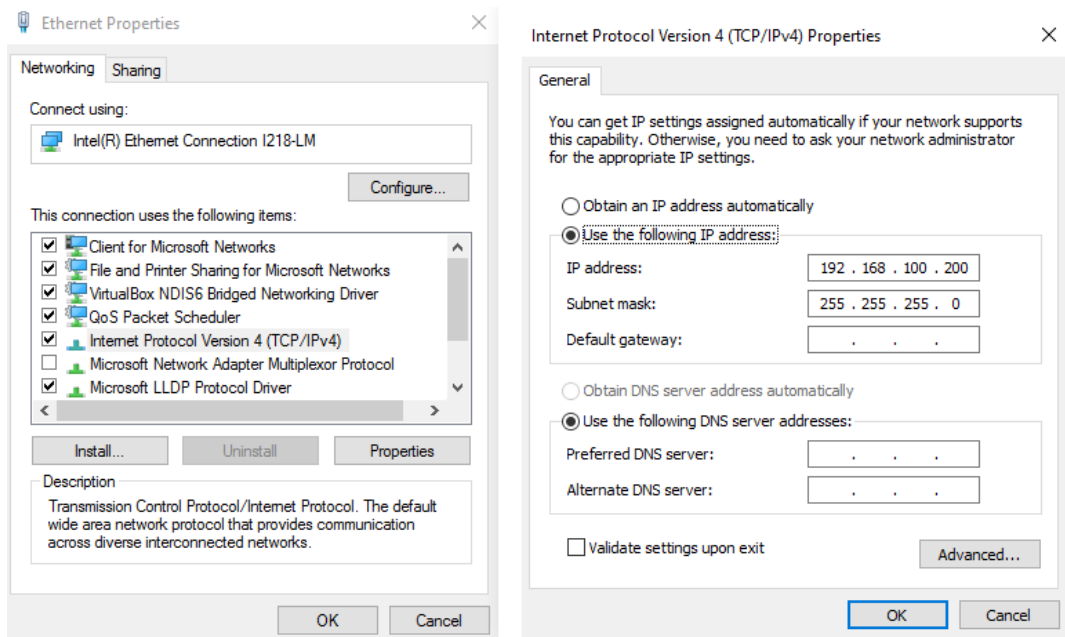 Ethernet Properties
Networking
Sharing
Connect using:
Intel(R) Ethernet Connection I218-LM
Configure...
This connection uses the following items:
Client for Microsoft Networks
File and Printer Sharing for Microsoft Networks
VirtualBox NDIS6 Bridged Networking Driver
QoS Packet Scheduler
Internet Protocol Version 4 (TCP/IPv4)
Microsoft Network Adapter Multiplexor Protocol
Microsoft LLDP Protocol Driver
Install...
Uninstall
Properties
Description
Transmission Control Protocol/Internet Protocol. The default
wide area network protocol that provides communication
across diverse interconnected networks.
OK
Cancel
Internet Protocol Version 4 (TCP/IPv4) Properties
General
You can get IP settings assigned automatically if your network supports
this capability. Otherwise, you need to ask your network administrator
for the appropriate IP settings.
Obtain an IP address automatically
Use the following IP address:
IP address: 192 . 168 . 100 . 200
Subnet mask: 255 . 255 . 255 . 0
Default gateway: . . .
Obtain DNS server address automatically
Use the following DNS server addresses:
Preferred DNS server: . . .
Alternate DNS server: . . .
Validate settings upon exit
Advanced...
OK
Cancel